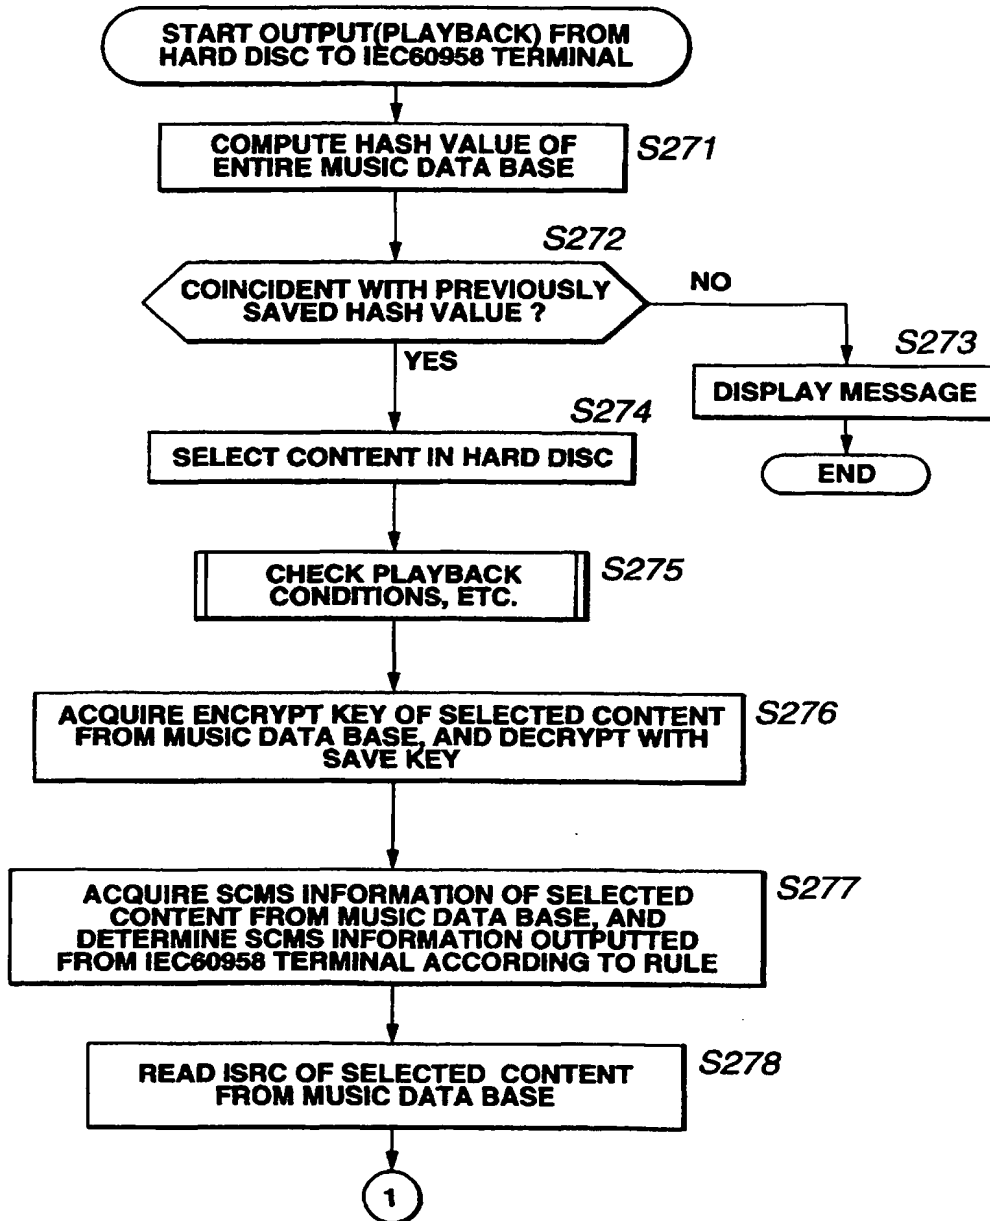 START OUTPUT(PLAYBACK) FROM
HARD DISC TO IEC60958 TERMINAL
COMPUTE HASH VALUE OF
ENTIRE MUSIC DATA BASE
S271
S272
COINCIDENT WITH PREVIOUSLY
SAVED HASH VALUE ?
NO
YES
S273
DISPLAY MESSAGE
END
S274
SELECT CONTENT IN HARD DISC
CHECK PLAYBACK
CONDITIONS, ETC.
S275
ACQUIRE ENCRYPT KEY OF SELECTED CONTENT
FROM MUSIC DATA BASE, AND DECRYPT WITH
SAVE KEY
S276
ACQUIRE SCMS INFORMATION OF SELECTED
CONTENT FROM MUSIC DATA BASE, AND
DETERMINE SCMS INFORMATION OUTPUTTED
FROM IEC60958 TERMINAL ACCORDING TO RULE
S277
READ ISRC OF SELECTED CONTENT
FROM MUSIC DATA BASE
S278
1